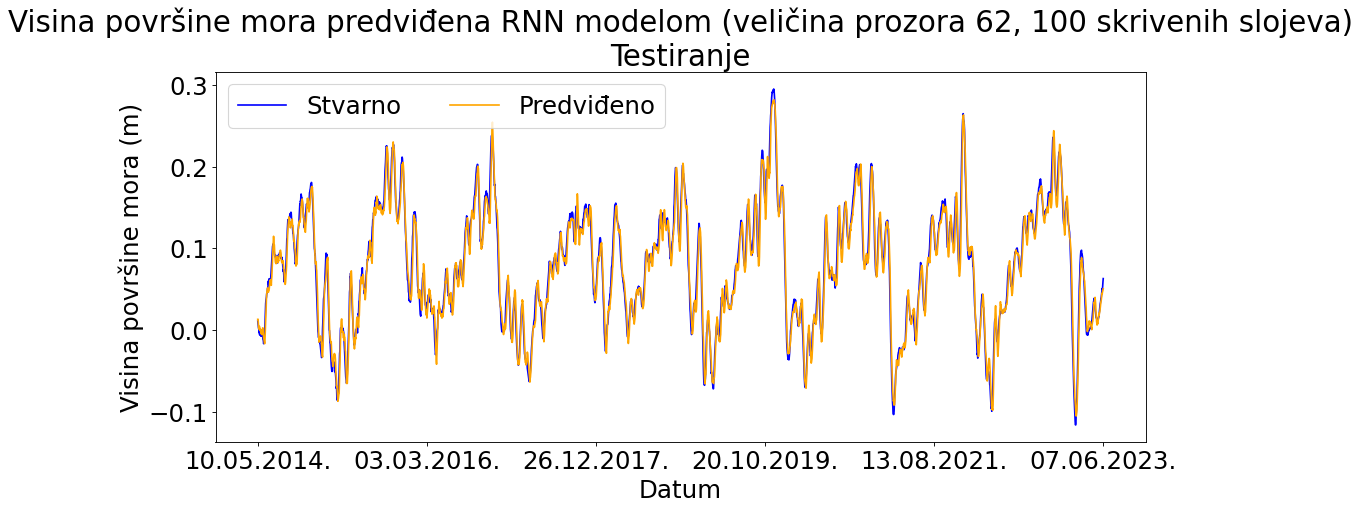 Visina površine mora predviđena RNN modelom (veličina prozora 62, 100 skrivenih slojeva)
Testiranje
Stvarno
Predviđeno
Visina površine mora (m)
0.3
0.2
0.1
0.0
−0.1
10.05.2014.
03.03.2016.
26.12.2017.
20.10.2019.
13.08.2021.
07.06.2023.
Datum